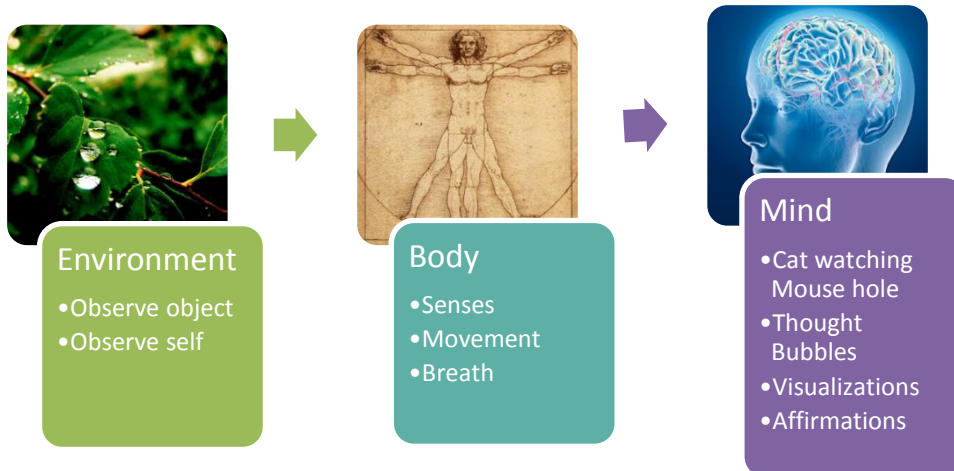 Environment
•Observe object
•Observe self
Body
•Senses
•Movement
•Breath
Mind
•Cat watching
Mouse hole
•Thought
Bubbles
•Visualizations
•Affirmations